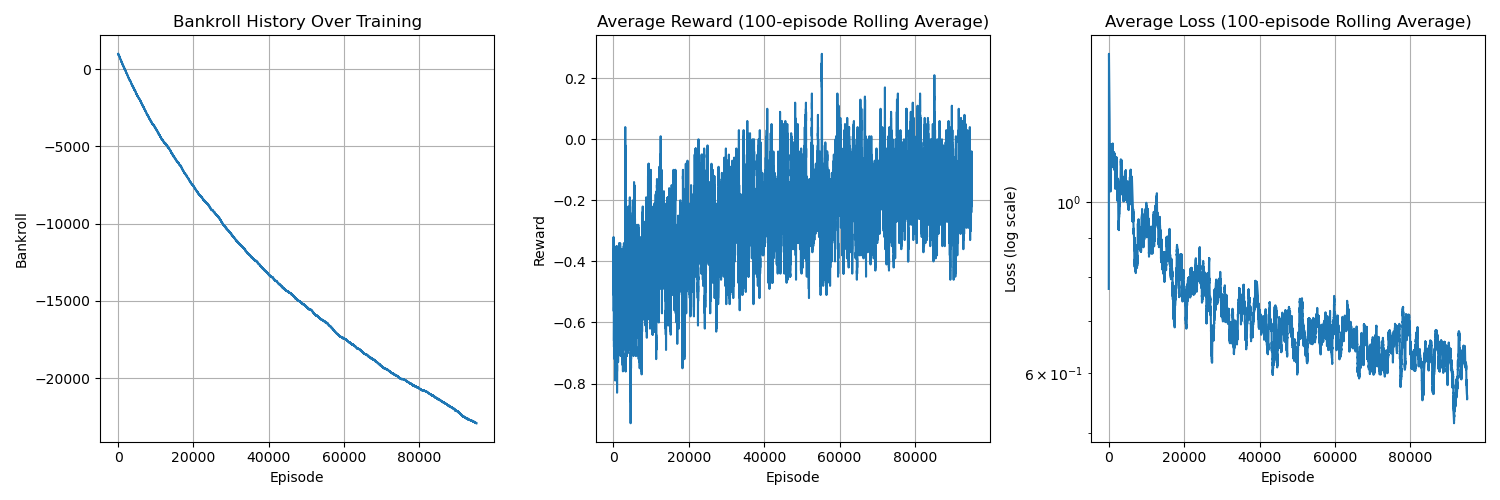 Bankroll History Over Training
Bankroll
0
−5000
−10000
−15000
−20000
0 20000 40000 60000 80000
Episode
Average Reward (100-episode Rolling Average)
Reward
0.2
0.0
−0.2
−0.4
−0.6
−0.8
0 20000 40000 60000 80000
Episode
Average Loss (100-episode Rolling Average)
Loss (log scale)
10⁰
6 × 10⁻¹
0 20000 40000 60000 80000
Episode